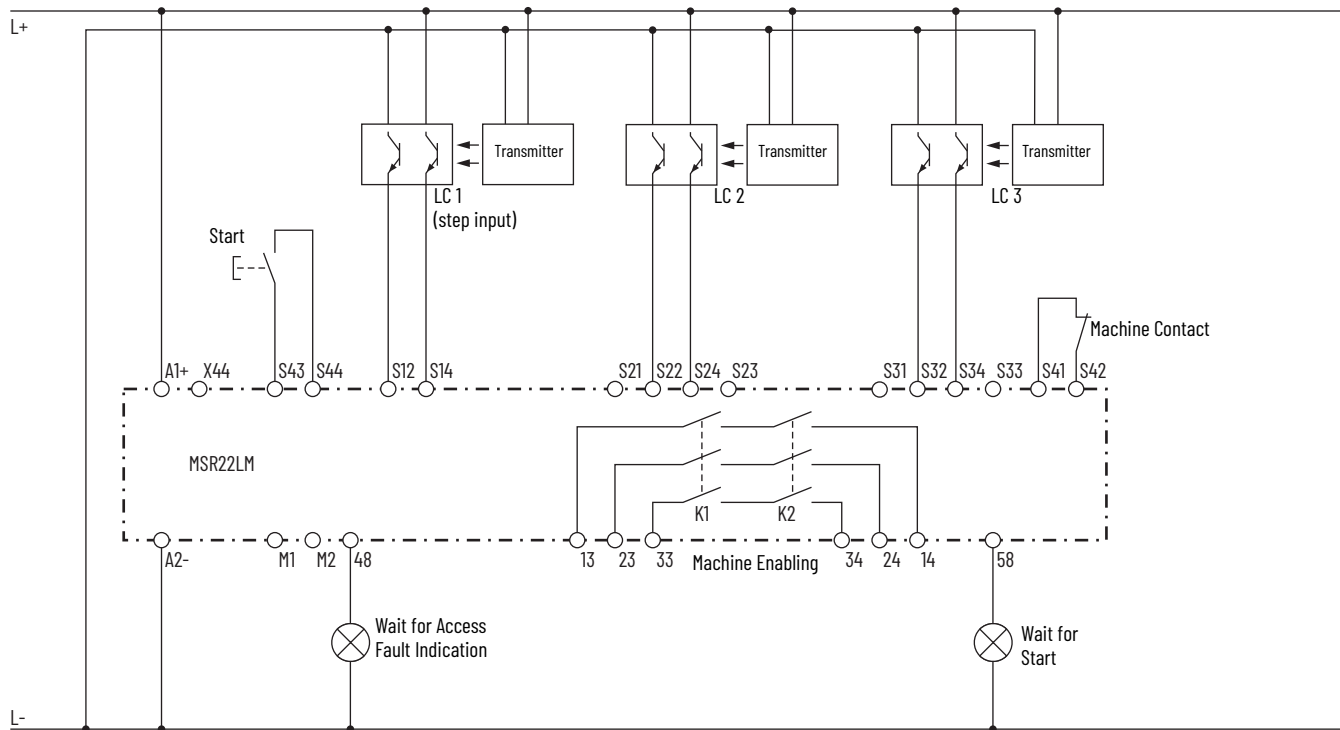 L+
Transmitter
Transmitter
Transmitter
LC 1
(step input)
LC 2
LC 3
Start
Machine Contact
A1+ X44 S43 S44 S12 S14 S21 S22 S24 S23 S31 S32 S34 S33 S41 S42
MSR22LM
K1 K2
A2- M1 M2 48 13 23 33 Machine Enabling 34 24 14 58
Wait for Access
Fault Indication
Wait for
Start
L-